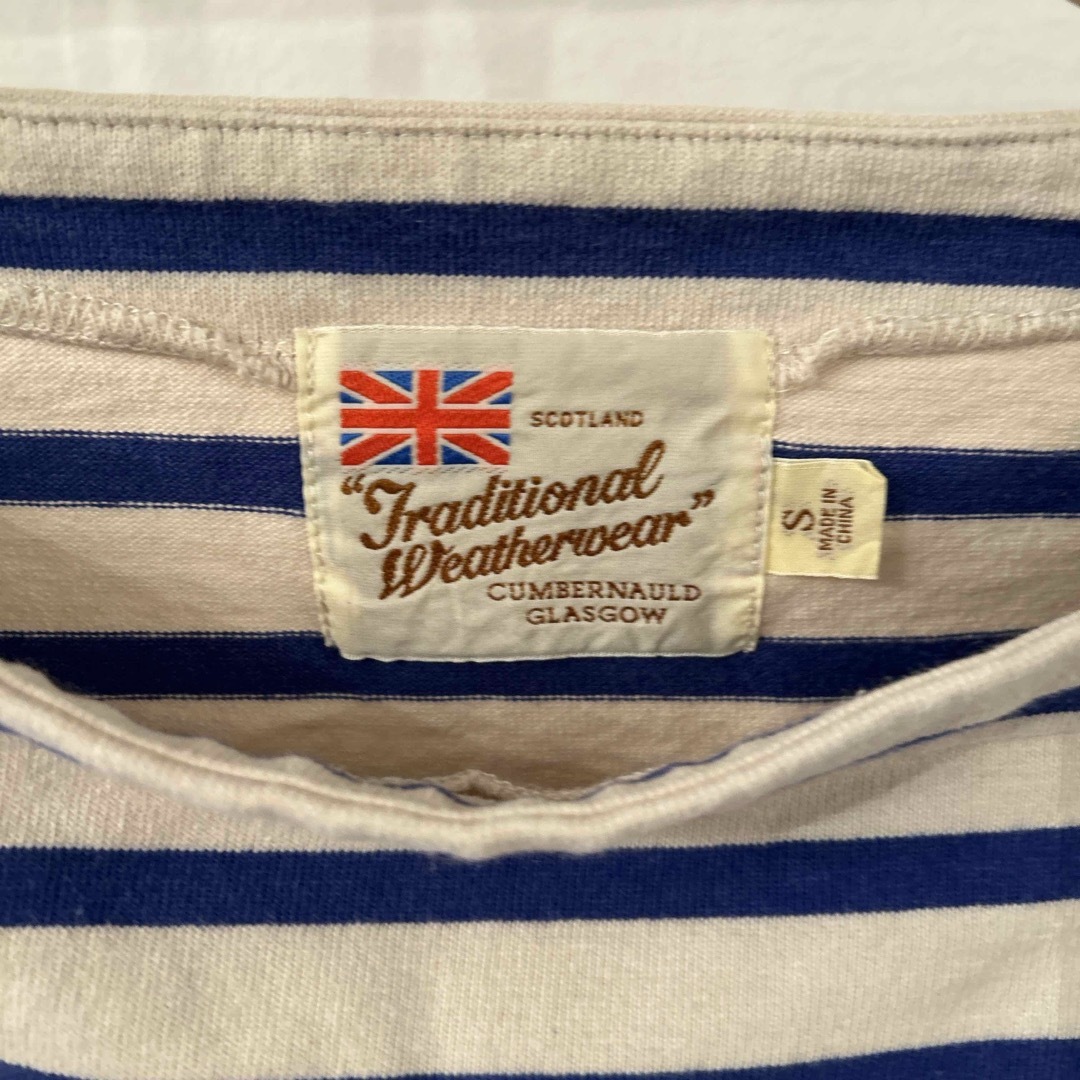 SCOTLAND
"Traditional
Weatherwear"
CUMBERNAULD
GLASGOW
S
MADE IN
CHINA